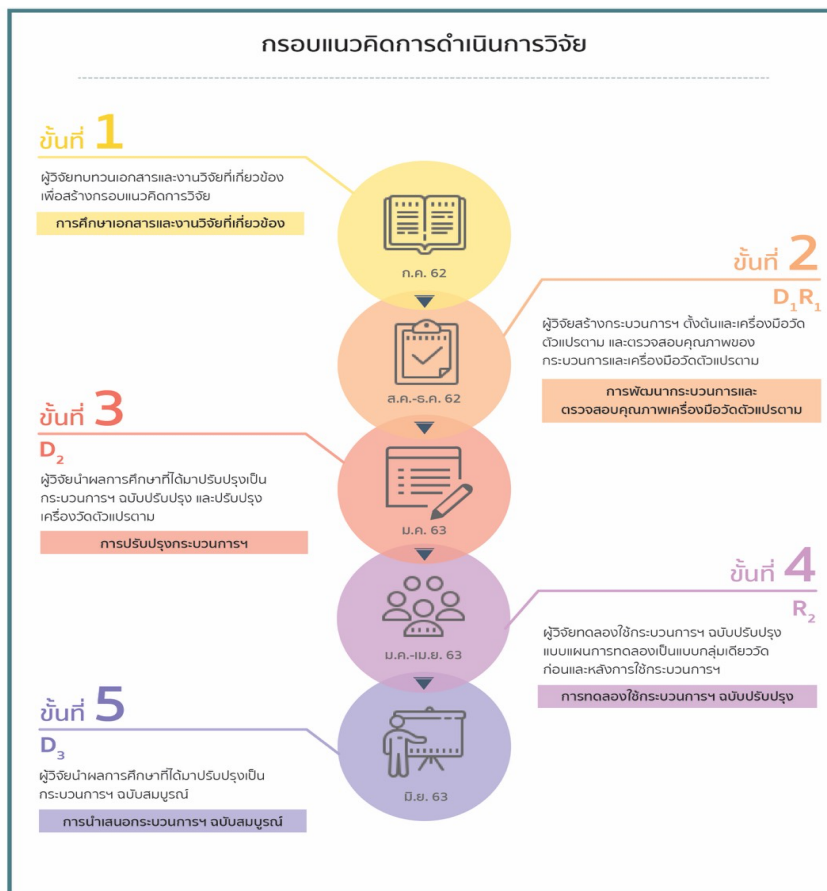 กรอบแนวคิดการดำเนินการวิจัย
ขั้นที่ 1
ผู้วิจัยทบทวนเอกสารและงานวิจัยที่เกี่ยวข้อง
เพื่อสร้างกรอบแนวคิดการวิจัย
การศึกษาเอกสารและงานวิจัยที่เกี่ยวข้อง
ก.ค. 62
ขั้นที่ 2
D₁R₁
ผู้วิจัยสร้างกระบวนการฯ ตั้งต้นและเครื่องมือวัด
ตัวแปรตาม และตรวจสอบคุณภาพของ
กระบวนการและเครื่องมือวัดตัวแปรตาม
การพัฒนากระบวนการและ
ตรวจสอบคุณภาพเครื่องมือวัดตัวแปรตาม
ส.ค.-ธ.ค. 62
ขั้นที่ 3
D₂
ผู้วิจัยนำผลการศึกษาที่ได้มาปรับปรุงเป็น
กระบวนการฯ ฉบับปรับปรุง และปรับปรุง
เครื่องวัดตัวแปรตาม
การปรับปรุงกระบวนการฯ
ม.ค. 63
ขั้นที่ 4
R₂
ผู้วิจัยทดลองใช้กระบวนการฯ ฉบับปรับปรุง
แบบแผนการทดลองเป็นแบบกลุ่มเดียววัด
ก่อนและหลังการใช้กระบวนการฯ
การทดลองใช้กระบวนการฯ ฉบับปรับปรุง
ม.ค.-เม.ย. 63
ขั้นที่ 5
D₃
ผู้วิจัยนำผลการศึกษาที่ได้มาปรับปรุงเป็น
กระบวนการฯ ฉบับสมบูรณ์
การนำเสนอกระบวนการฯ ฉบับสมบูรณ์
มิ.ย. 63